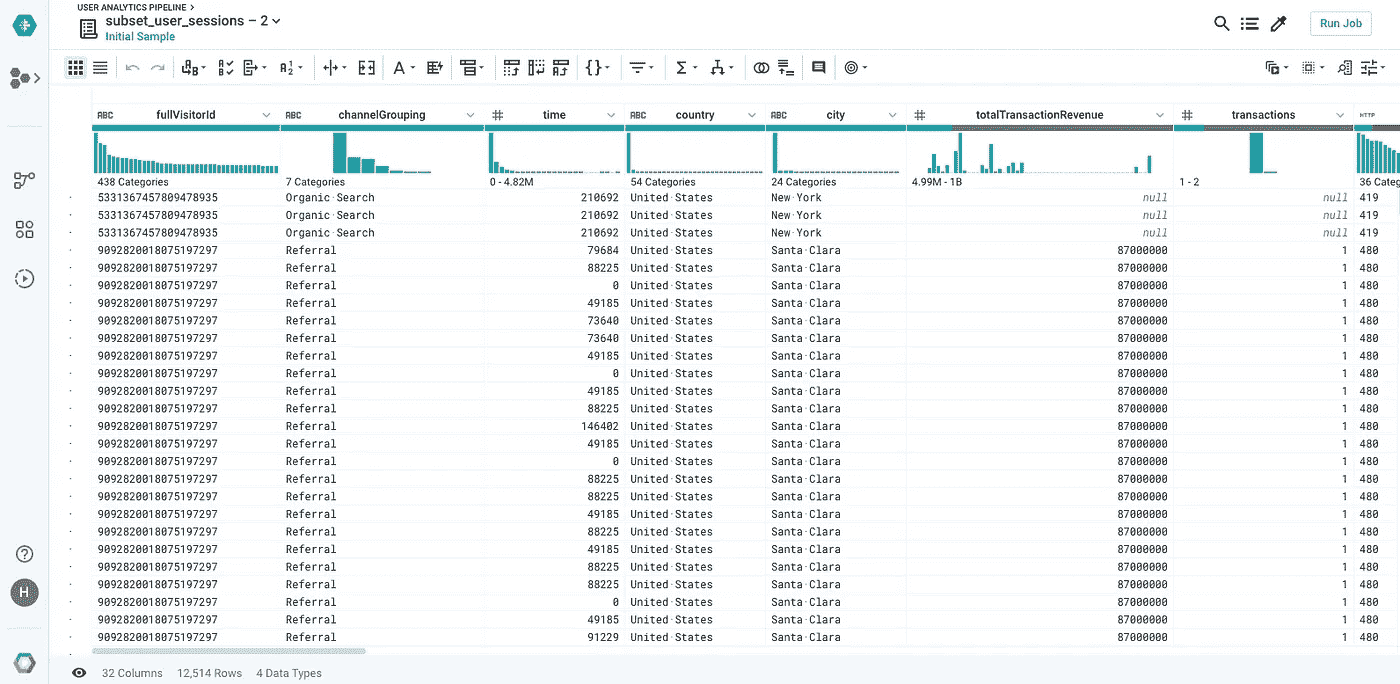 USER ANALYTICS PIPELINE >
subset_user_sessions – 2
Initial Sample
Run Job
ABC fullVisitorId ABC channelGrouping # time ABC country ABC city # totalTransactionRevenue # transactions HTTP
438 Categories 7 Categories 0 - 4.82M 54 Categories 24 Categories 4.99M - 1B 1 - 2 36 Categ
5331367457809478935 Organic·Search 210692 United·States New·York null null 419
5331367457809478935 Organic·Search 210692 United·States New·York null null 419
5331367457809478935 Organic·Search 210692 United·States New·York null null 419
9092820018075197297 Referral 79684 United·States Santa·Clara 87000000 1 480
9092820018075197297 Referral 88225 United·States Santa·Clara 87000000 1 480
9092820018075197297 Referral 0 United·States Santa·Clara 87000000 1 480
9092820018075197297 Referral 49185 United·States Santa·Clara 87000000 1 480
9092820018075197297 Referral 73640 United·States Santa·Clara 87000000 1 480
9092820018075197297 Referral 73640 United·States Santa·Clara 87000000 1 480
9092820018075197297 Referral 49185 United·States Santa·Clara 87000000 1 480
9092820018075197297 Referral 0 United·States Santa·Clara 87000000 1 480
9092820018075197297 Referral 49185 United·States Santa·Clara 87000000 1 480
9092820018075197297 Referral 88225 United·States Santa·Clara 87000000 1 480
9092820018075197297 Referral 146402 United·States Santa·Clara 87000000 1 480
9092820018075197297 Referral 49185 United·States Santa·Clara 87000000 1 480
9092820018075197297 Referral 0 United·States Santa·Clara 87000000 1 480
9092820018075197297 Referral 88225 United·States Santa·Clara 87000000 1 480
9092820018075197297 Referral 88225 United·States Santa·Clara 87000000 1 480
9092820018075197297 Referral 49185 United·States Santa·Clara 87000000 1 480
9092820018075197297 Referral 88225 United·States Santa·Clara 87000000 1 480
9092820018075197297 Referral 49185 United·States Santa·Clara 87000000 1 480
9092820018075197297 Referral 88225 United·States Santa·Clara 87000000 1 480
9092820018075197297 Referral 88225 United·States Santa·Clara 87000000 1 480
9092820018075197297 Referral 0 United·States Santa·Clara 87000000 1 480
9092820018075197297 Referral 49185 United·States Santa·Clara 87000000 1 480
9092820018075197297 Referral 91229 United·States Santa·Clara 87000000 1 480
H
32 Columns 12,514 Rows 4 Data Types